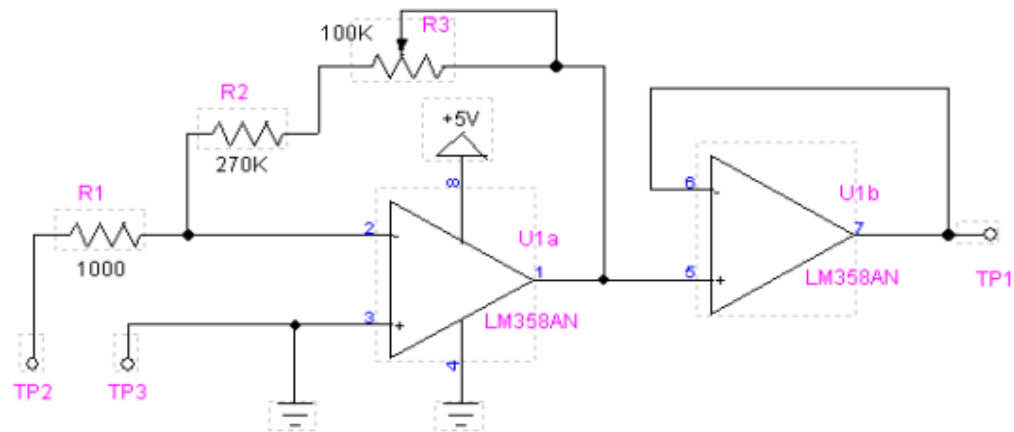 100K
R3
R2
270K
+5V
R1
1000
8
2
-
U1a
1
3
+
LM358AN
4
6
-
U1b
7
5
+
LM358AN
TP1
TP2
TP3